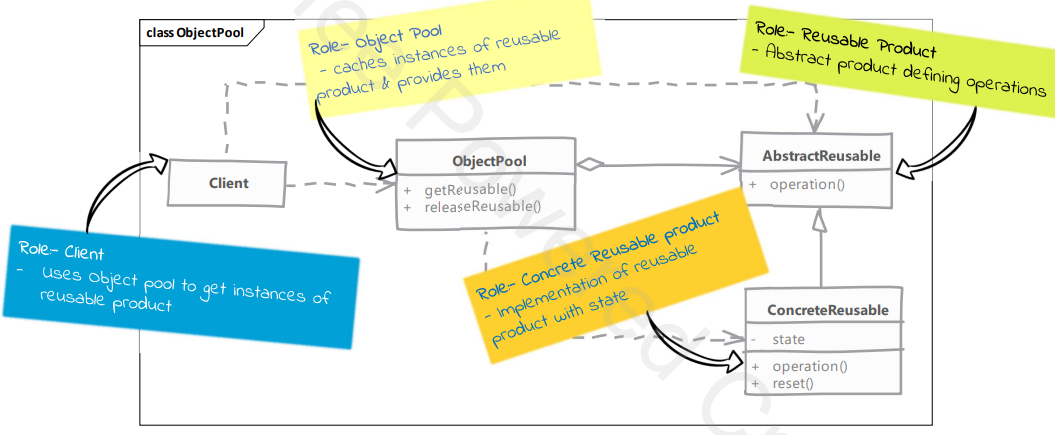 class ObjectPool
Role:- Object Pool
- caches instances of reusable
product & provides them
Role:- Reusable Product
- Abstract product defining operations
Client
ObjectPool
+ getReusable()
+ releaseReusable()
AbstractReusable
+ operation()
Role:- Client
- Uses Object pool to get instances of
reusable product
Role:- Concrete Reusable product
- Implementation of reusable
product with state
ConcreteReusable
- state
+ operation()
+ reset()
Powered